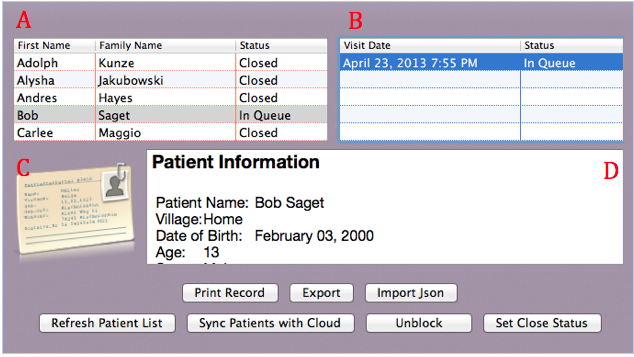 A
B
First Name Family Name Status
Adolph Kunze Closed
Alysha Jakubowski Closed
Andres Hayes Closed
Bob Saget In Queue
Carlee Maggio Closed
Visit Date Status
April 23, 2013 7:55 PM In Queue
C
D
Patient Information
Patient Name: Bob Saget
Village:Home
Date of Birth: February 03, 2000
Age: 13
Print Record Export Import Json
Refresh Patient List Sync Patients with Cloud Unblock Set Close Status